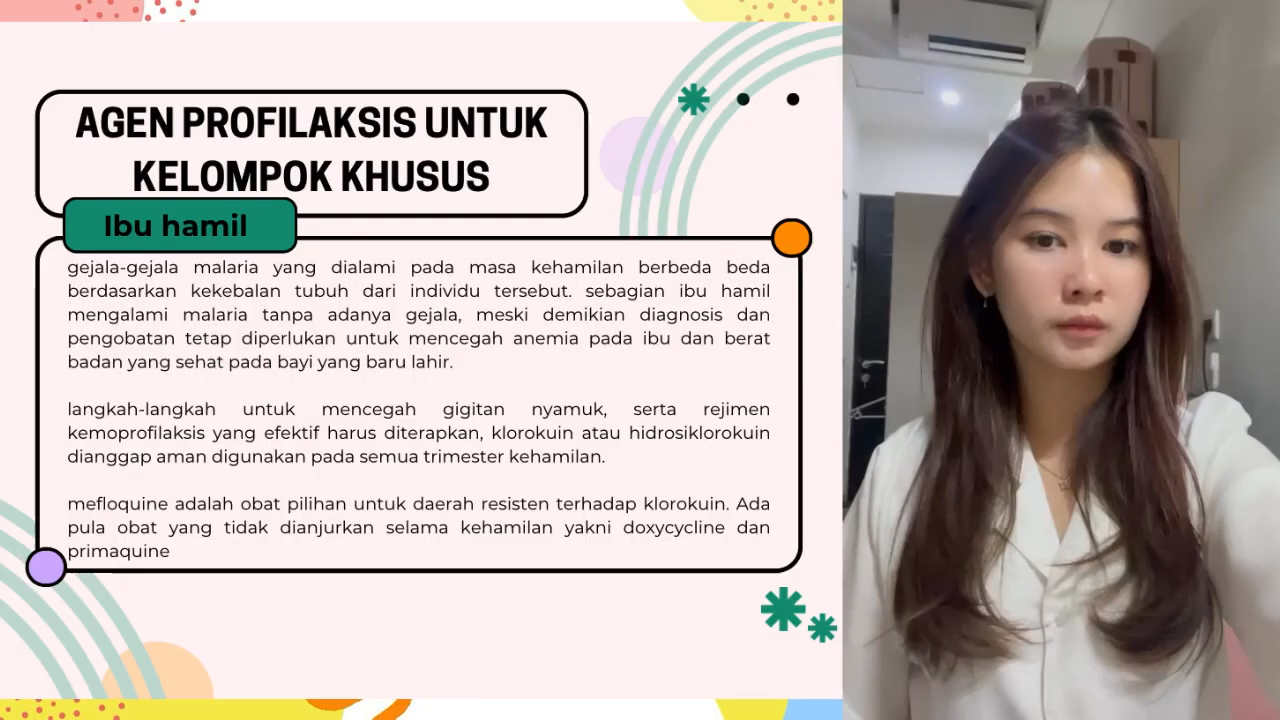 AGEN PROFILAKSIS UNTUK
KELOMPOK KHUSUS
Ibu hamil
gejala-gejala malaria yang dialami pada masa kehamilan berbeda beda
berdasarkan kekebalan tubuh dari individu tersebut. sebagian ibu hamil
mengalami malaria tanpa adanya gejala, meski demikian diagnosis dan
pengobatan tetap diperlukan untuk mencegah anemia pada ibu dan berat
badan yang sehat pada bayi yang baru lahir.
langkah-langkah untuk mencegah gigitan nyamuk, serta rejimen
kemoprofilaksis yang efektif harus diterapkan, klorokuin atau hidrosiklorokuin
dianggap aman digunakan pada semua trimester kehamilan.
mefloquine adalah obat pilihan untuk daerah resisten terhadap klorokuin. Ada
pula obat yang tidak dianjurkan selama kehamilan yakni doxycycline dan
primaquine